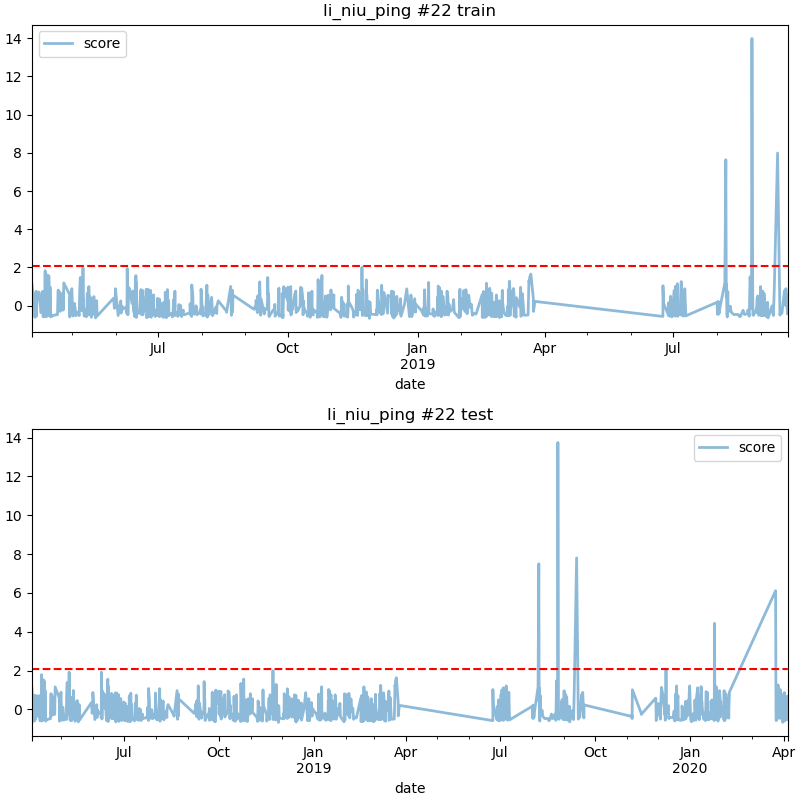 li_niu_ping #22 train
score
14
12
10
8
6
4
2
0
Jul
Oct
Jan
2019
Apr
Jul
date
li_niu_ping #22 test
score
14
12
10
8
6
4
2
0
Jul
Oct
Jan
2019
Apr
Jul
Oct
Jan
2020
Apr
date